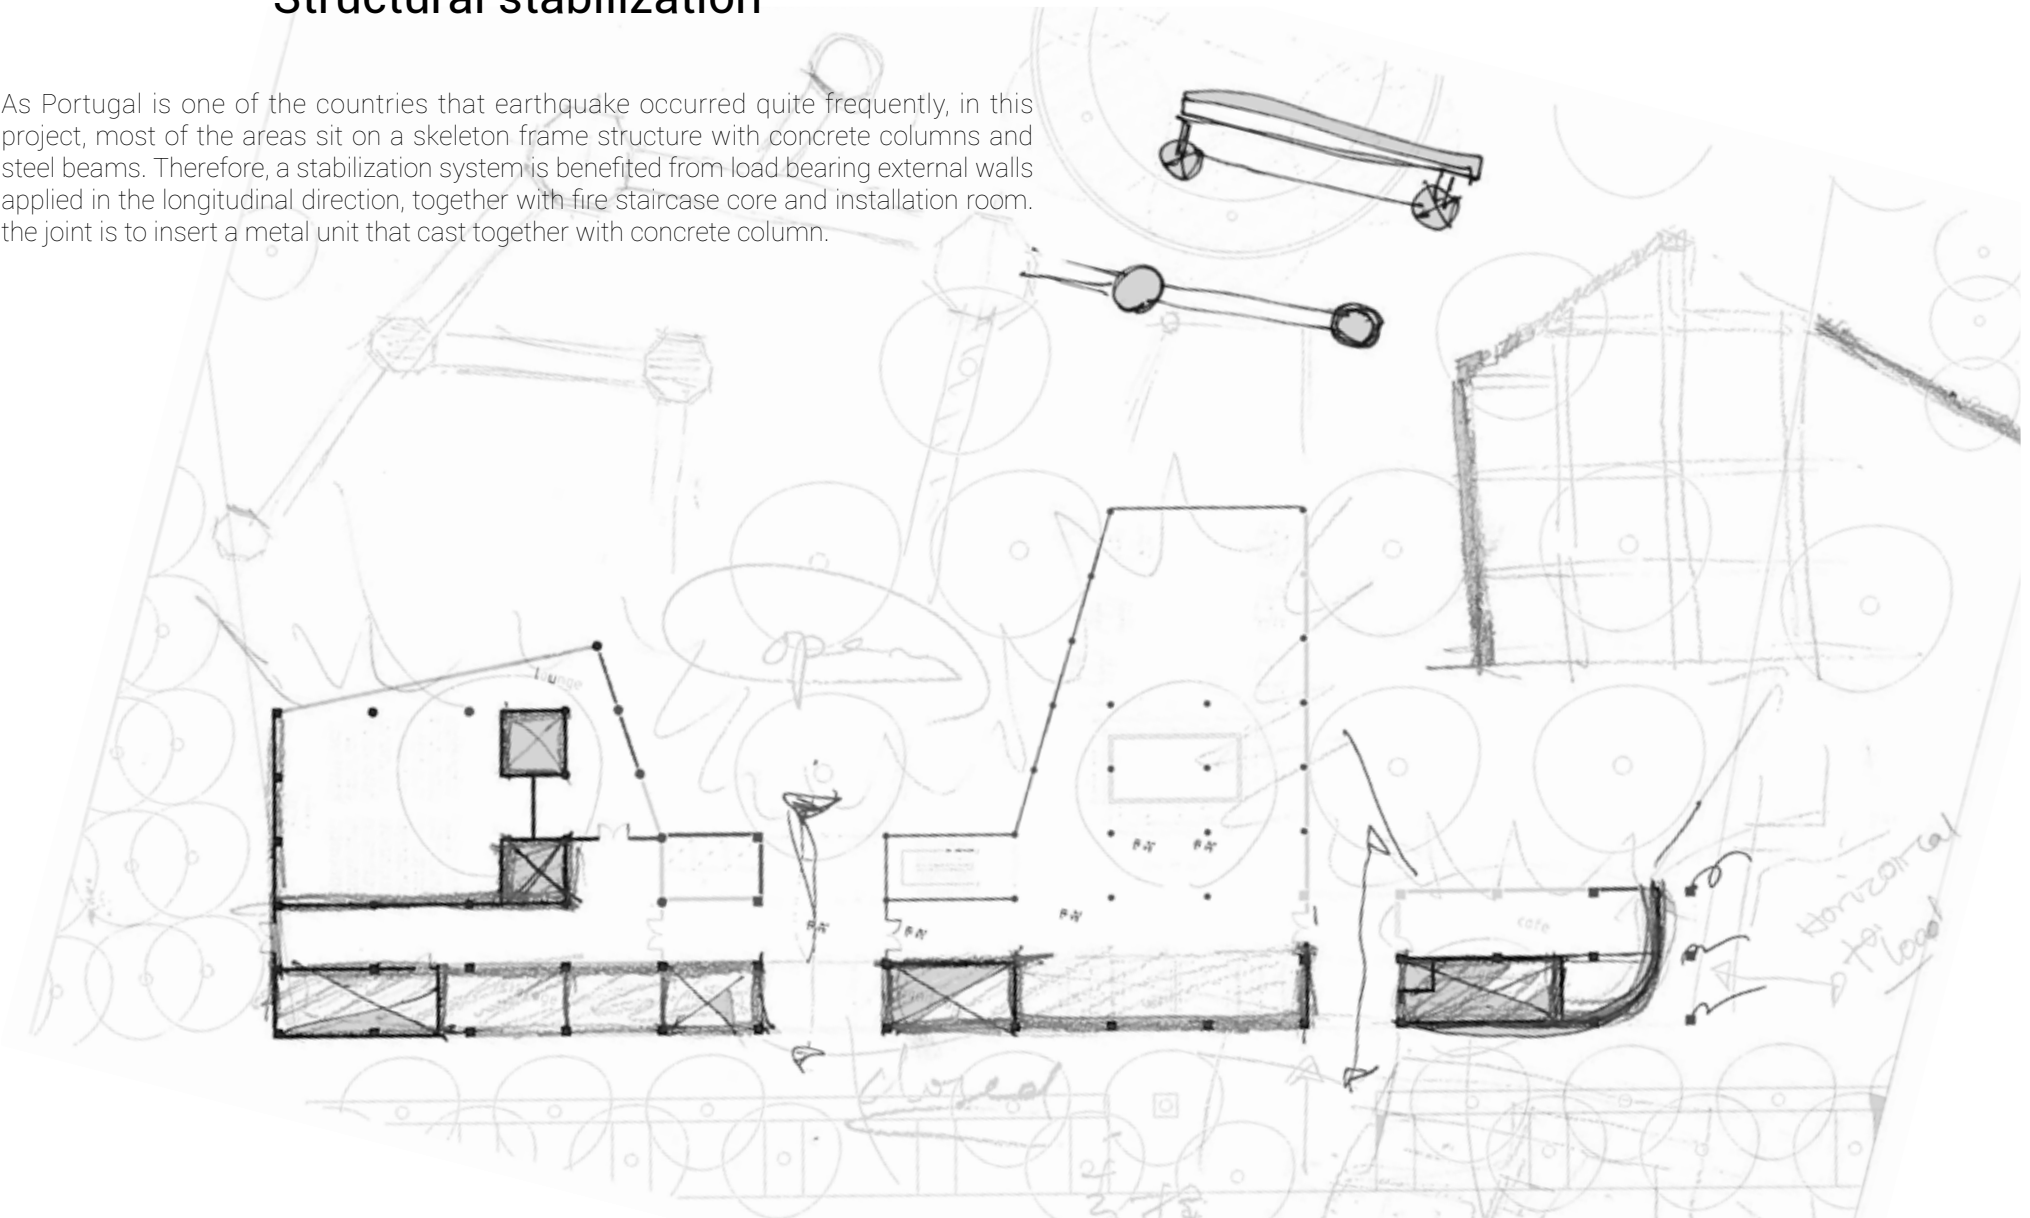 Structural stabilization
As Portugal is one of the countries that earthquake occurred quite frequently, in this
project, most of the areas sit on a skeleton frame structure with concrete columns and
steel beams. Therefore, a stabilization system is benefited from load bearing external walls
applied in the longitudinal direction, together with fire staircase core and installation room.
the joint is to insert a metal unit that cast together with concrete column.
lounge
cafe
Horizontal
load
closed